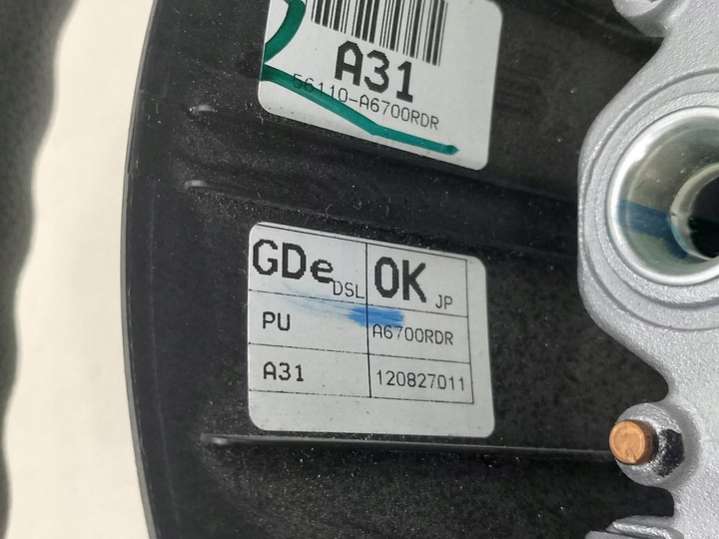 A31
56110-A6700RDR
GDe DSL OK JP
PU A6700RDR
A31 120827011